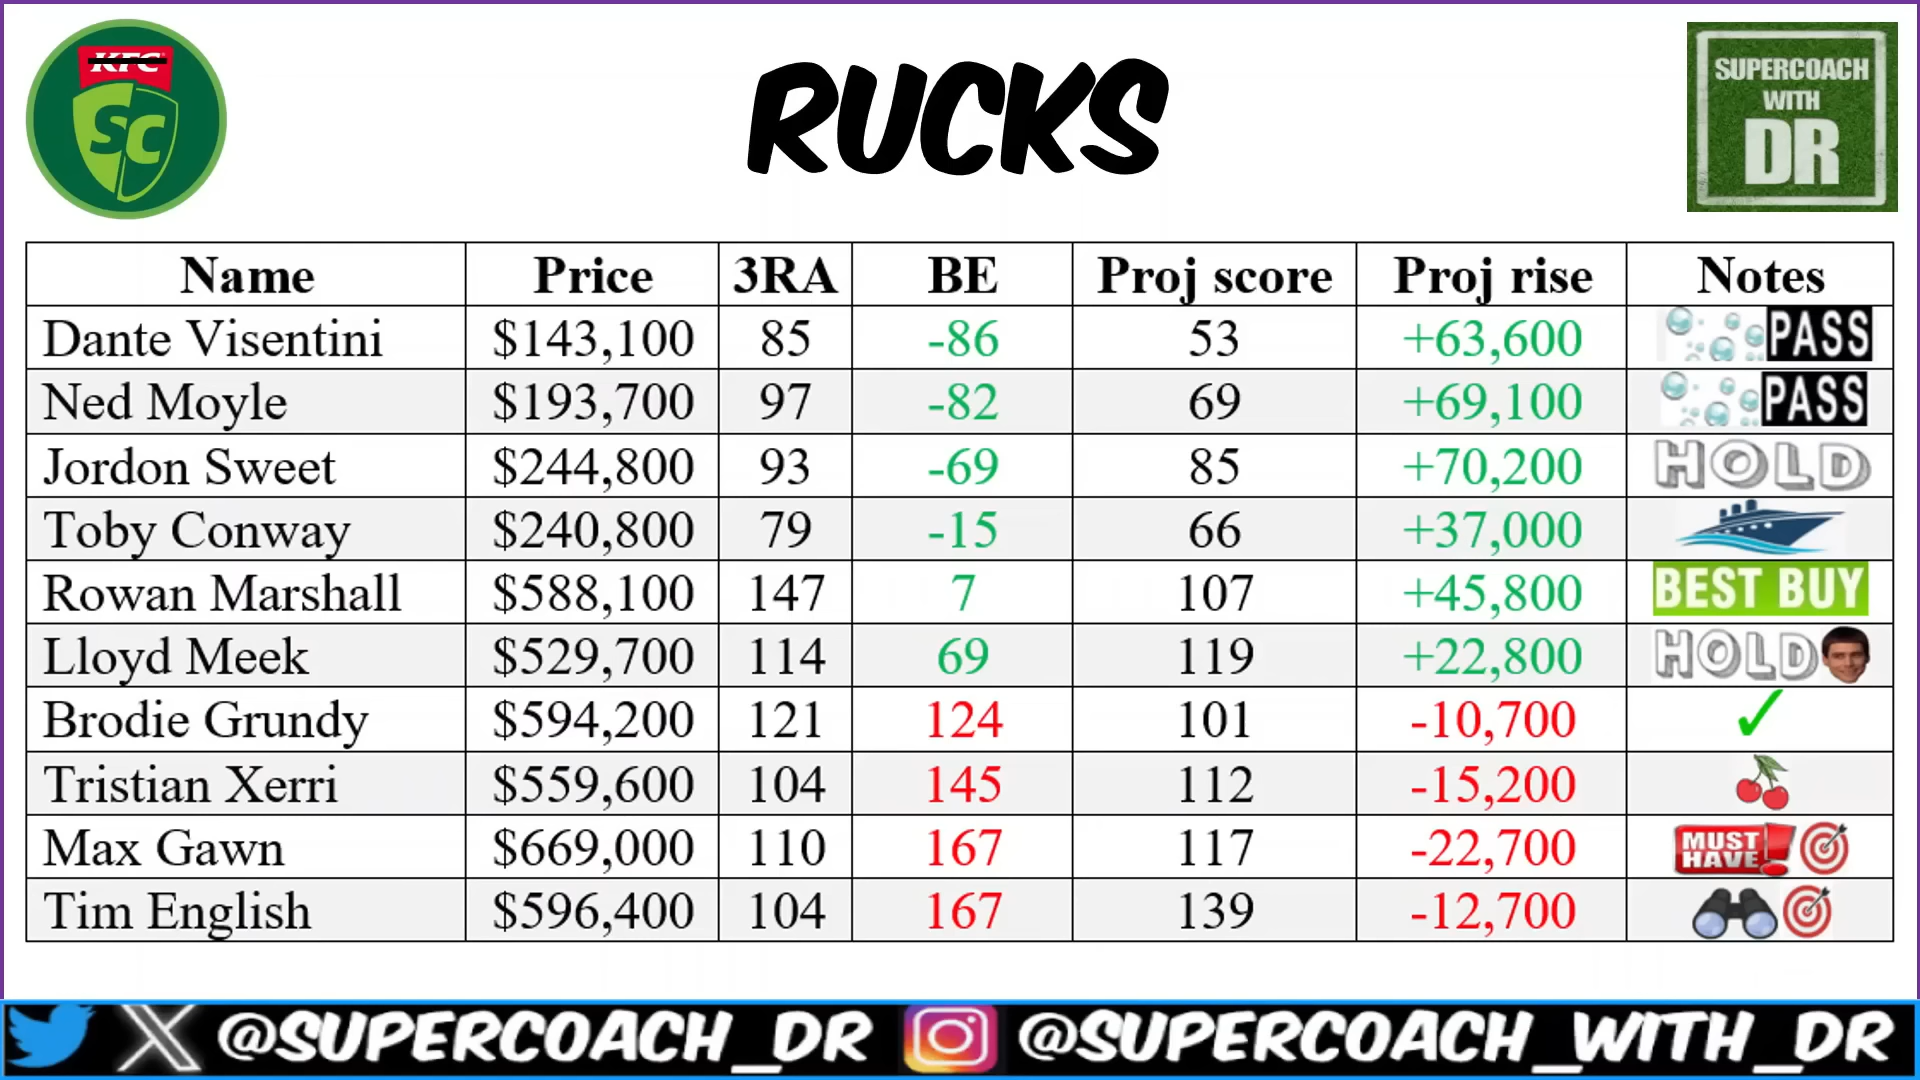 KFC
SC
RUCKS
SUPERCOACH
WITH
DR
Name Price 3RA BE Proj score Proj rise Notes
Dante Visentini $143,100 85 -86 53 +63,600 PASS
Ned Moyle $193,700 97 -82 69 +69,100 PASS
Jordon Sweet $244,800 93 -69 85 +70,200 HOLD
Toby Conway $240,800 79 -15 66 +37,000
Rowan Marshall $588,100 147 7 107 +45,800 BEST BUY
Lloyd Meek $529,700 114 69 119 +22,800 HOLD
Brodie Grundy $594,200 121 124 101 -10,700
Tristian Xerri $559,600 104 145 112 -15,200
Max Gawn $669,000 110 167 117 -22,700 MUST HAVE!
Tim English $596,400 104 167 139 -12,700
@SUPERCOACH_DR @SUPERCOACH_WITH_DR